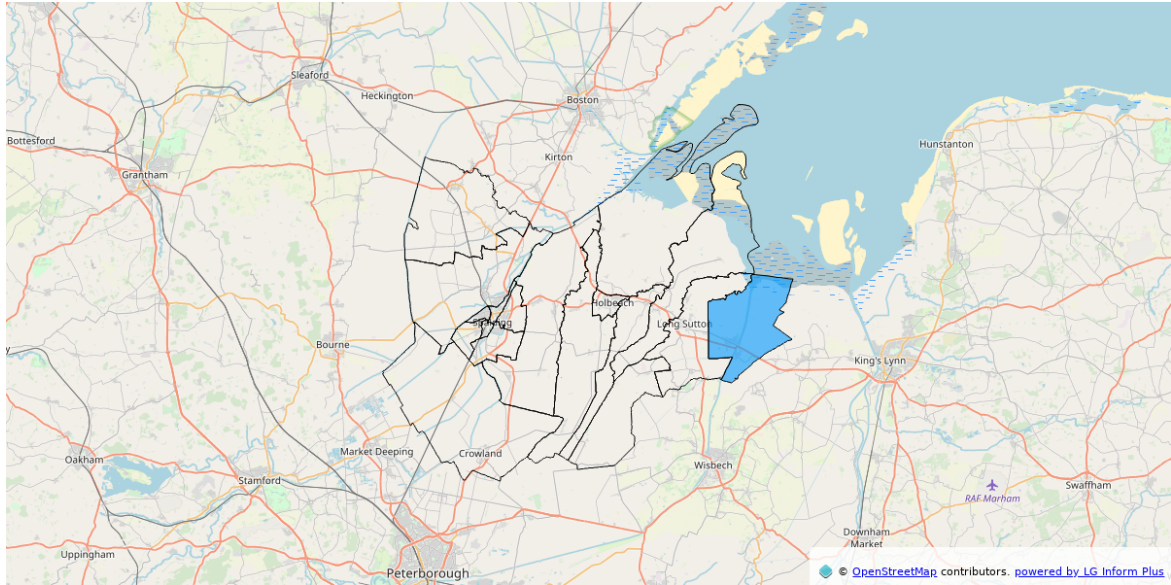 Sleaford
Heckington
Boston
Bottesford
Kirton
Hunstanton
Grantham
Holbeach
Spalding
Long Sutton
Bourne
King's Lynn
Crowland
Market Deeping
Oakham
Wisbech
Stamford
Swaffham
RAF Marham
Downham
Market
Uppingham
Peterborough
© OpenStreetMap contributors. powered by LG Inform Plus